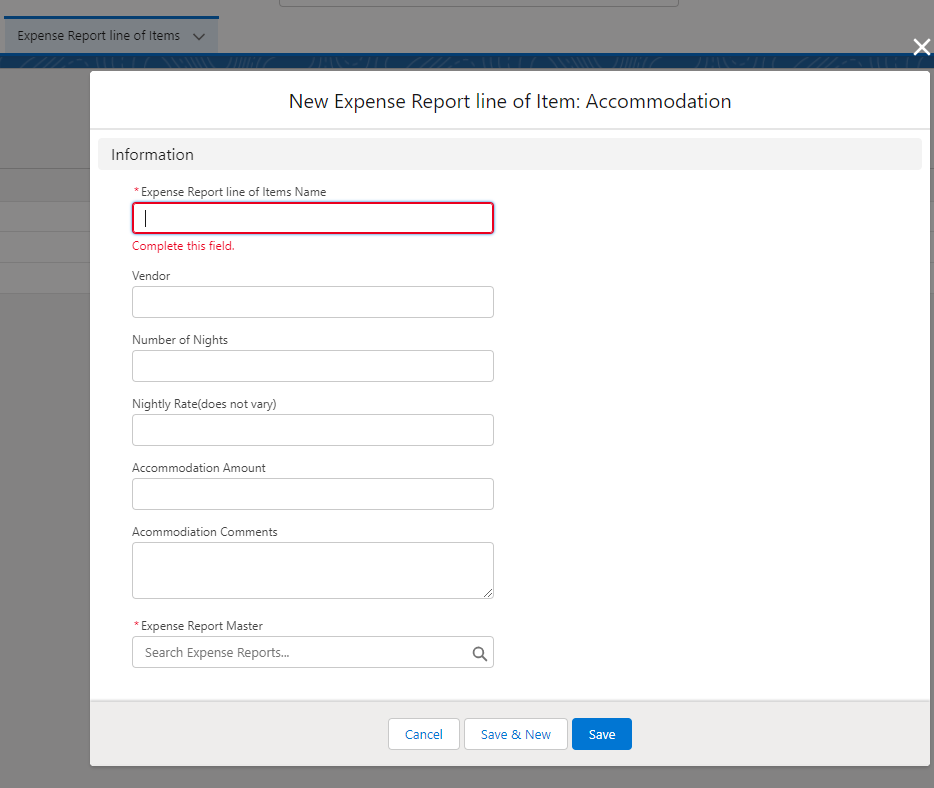 Expense Report line of Items
New Expense Report line of Item: Accommodation
Information
* Expense Report line of Items Name
Complete this field.
Vendor
Number of Nights
Nightly Rate(does not vary)
Accommodation Amount
Acommodiation Comments
* Expense Report Master
Search Expense Reports...
Cancel Save & New Save